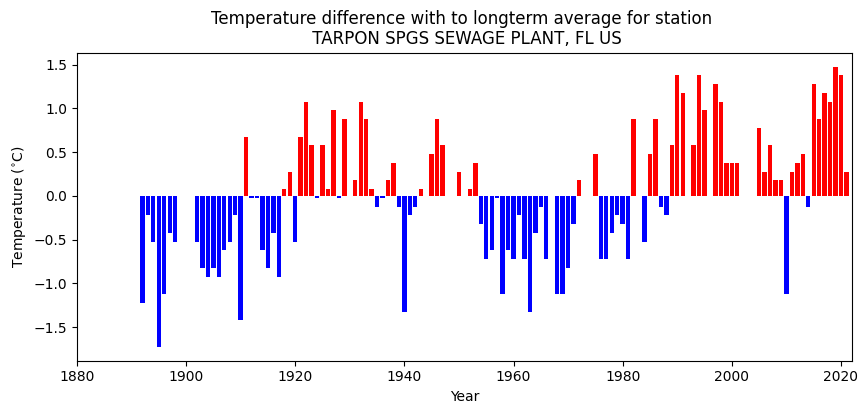 Temperature difference with to longterm average for station
TARPON SPGS SEWAGE PLANT, FL US
1.5
1.0
0.5
0.0
−0.5
−1.0
−1.5
Temperature (°C)
1880 1900 1920 1940 1960 1980 2000 2020
Year